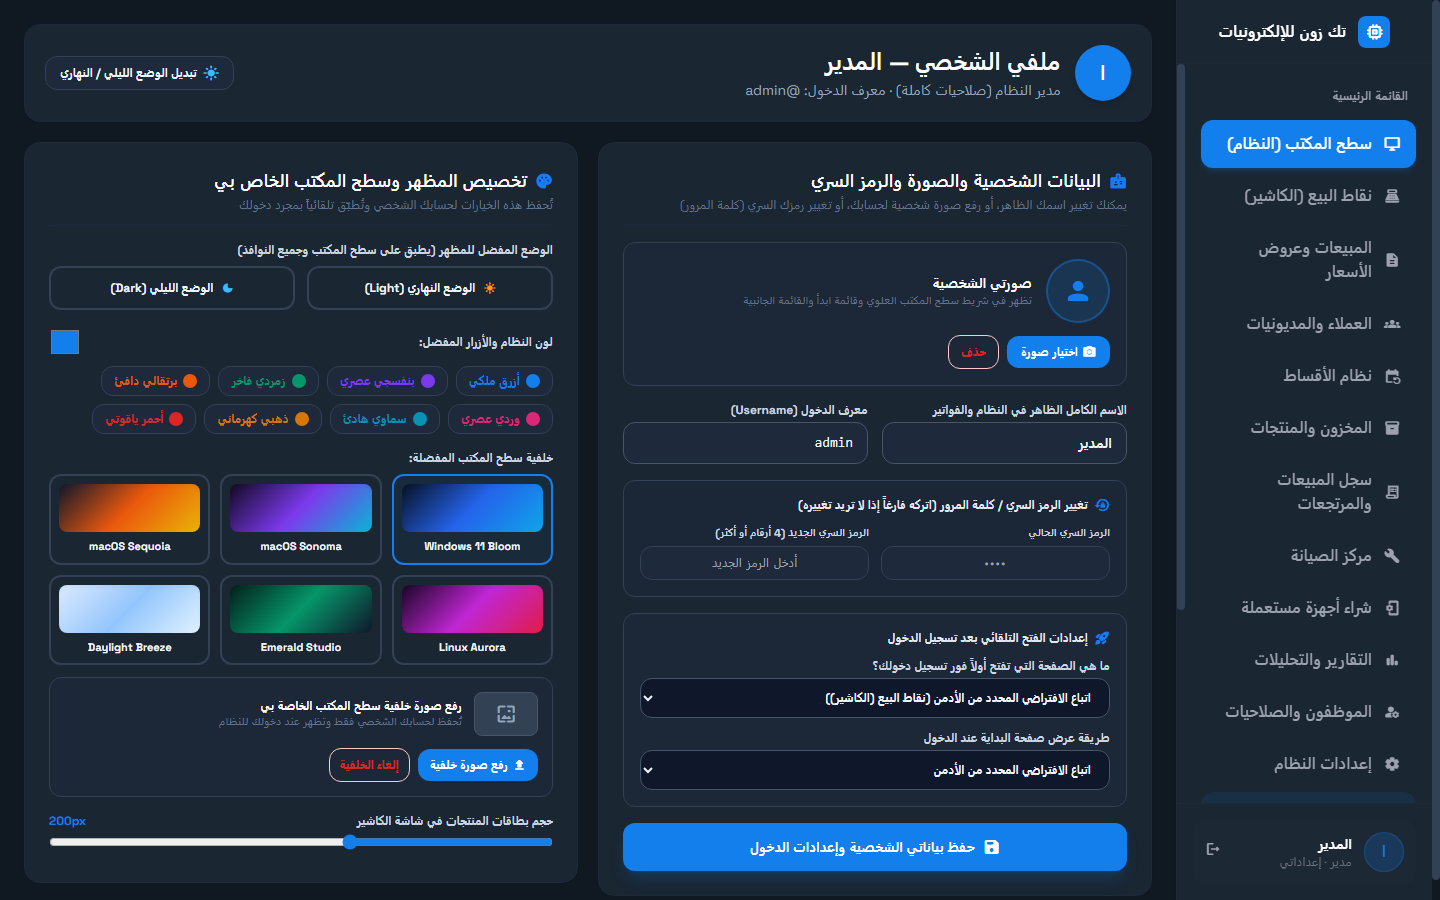 تك زون للإلكترونيات
القائمة الرئيسية
سطح المكتب (النظام)
نقاط البيع (الكاشير)
المبيعات وعروض
الأسعار
العملاء والمديونيات
نظام الأقساط
المخزون والمنتجات
سجل المبيعات
والمرتجعات
مركز الصيانة
شراء أجهزة مستعملة
التقارير والتحليلات
الموظفون والصلاحيات
إعدادات النظام
ا
المدير
مدير · إعداداتي
ا
ملفي الشخصي — المدير
مدير النظام (صلاحيات كاملة) · معرف الدخول: @admin
تبديل الوضع الليلي / النهاري
البيانات الشخصية والصورة والرمز السري
يمكنك تغيير اسمك الظاهر، أو رفع صورة شخصية لحسابك، أو تغيير رمزك السري (كلمة المرور)
صورتي الشخصية
تظهر في شريط سطح المكتب العلوي وقائمة ابدأ والقائمة الجانبية
اختيار صورة
حذف
الاسم الكامل الظاهر في النظام والفواتير
معرف الدخول (Username)
المدير
admin
تغيير الرمز السري / كلمة المرور (اتركه فارغاً إذا لا تريد تغييره)
الرمز السري الحالي
الرمز السري الجديد (4 أرقام أو أكثر)
••••
أدخل الرمز الجديد
إعدادات الفتح التلقائي بعد تسجيل الدخول
ما هي الصفحة التي تفتح أولاً فور تسجيل دخولك؟
اتباع الافتراضي المحدد من الأدمن (نقاط البيع (الكاشير))
طريقة عرض صفحة البداية عند الدخول
اتباع الافتراضي المحدد من الأدمن
حفظ بياناتي الشخصية وإعدادات الدخول
تخصيص المظهر وسطح المكتب الخاص بي
تُحفظ هذه الخيارات لحسابك الشخصي وتُطبّق تلقائياً بمجرد دخولك
الوضع المفضل للمظهر (يطبق على سطح المكتب وجميع النوافذ)
الوضع النهاري (Light)
الوضع الليلي (Dark)
لون النظام والأزرار المفضل:
أزرق ملكي
بنفسجي عصري
زمردي فاخر
برتقالي دافئ
وردي عصري
سماوي هادئ
ذهبي كهرماني
أحمر ياقوتي
خلفية سطح المكتب المفضلة:
Windows 11 Bloom
macOS Sonoma
macOS Sequoia
Linux Aurora
Emerald Studio
Daylight Breeze
رفع صورة خلفية سطح المكتب الخاصة بي
تُحفظ لحسابك الشخصي فقط وتظهر عند دخولك للنظام
رفع صورة خلفية
إلغاء الخلفية
حجم بطاقات المنتجات في شاشة الكاشير
200px